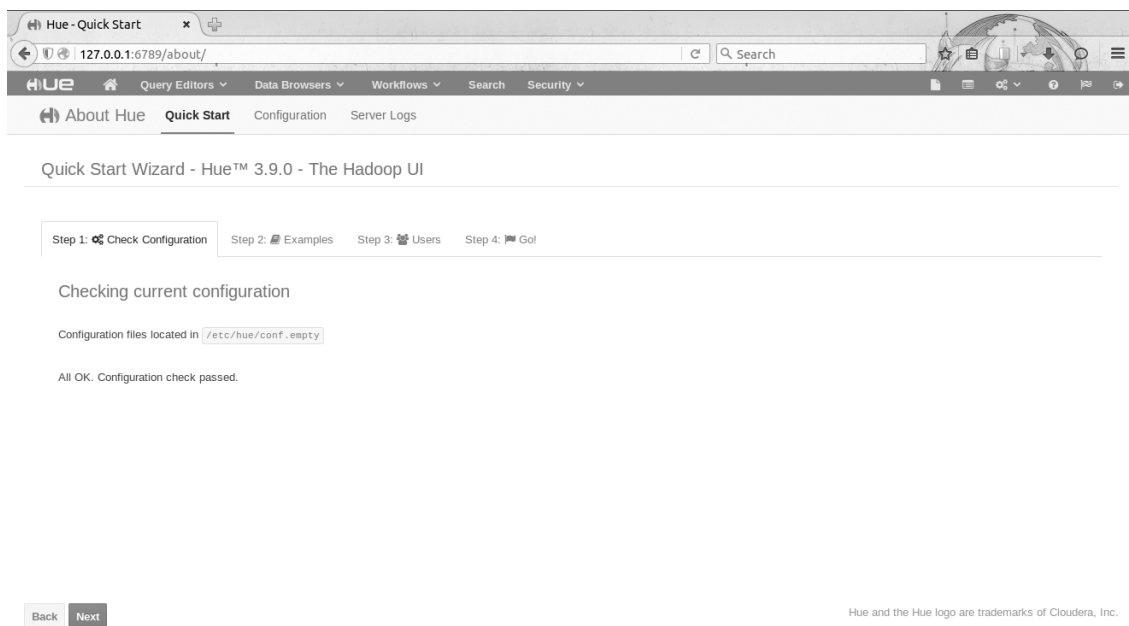 Hue - Quick Start
127.0.0.1:6789/about/
Search
HUE Query Editors Data Browsers Workflows Search Security
About Hue Quick Start Configuration Server Logs
Quick Start Wizard - Hue™ 3.9.0 - The Hadoop UI
Step 1: Check Configuration Step 2: Examples Step 3: Users Step 4: Go!
Checking current configuration
Configuration files located in /etc/hue/conf.empty
All OK. Configuration check passed.
Back Next
Hue and the Hue logo are trademarks of Cloudera, Inc.